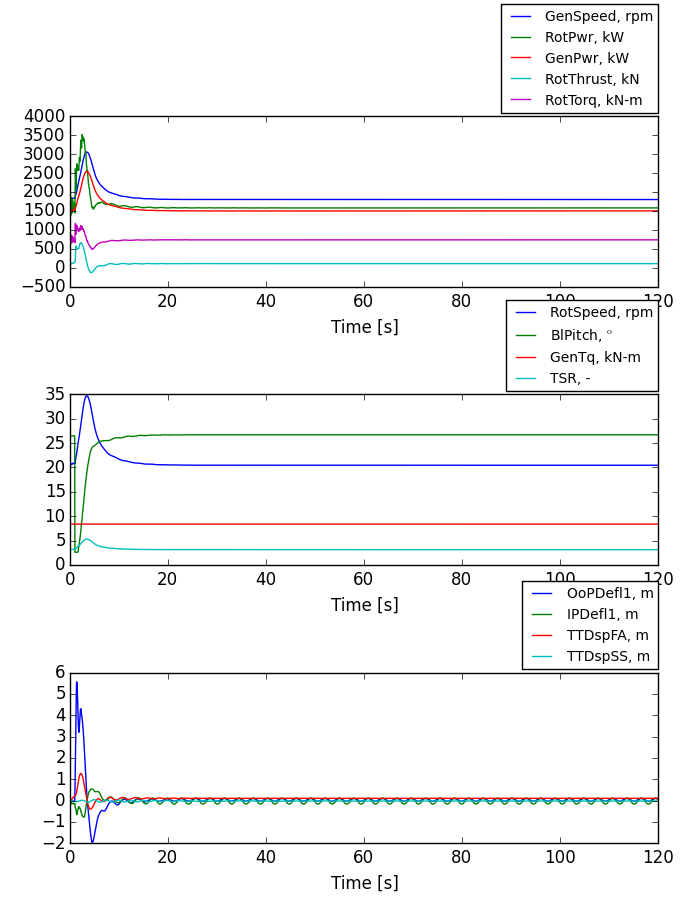 GenSpeed, rpm
RotPwr, kW
GenPwr, kW
RotThrust, kN
RotTorq, kN-m
4000
3500
3000
2500
2000
1500
1000
500
0
−500
0 20 40 60 80 100 120
Time [s]
RotSpeed, rpm
BlPitch, °
GenTq, kN-m
TSR, -
35
30
25
20
15
10
5
0
0 20 40 60 80 100 120
Time [s]
OoPDefl1, m
IPDefl1, m
TTDspFA, m
TTDspSS, m
6
5
4
3
2
1
0
−1
−2
0 20 40 60 80 100 120
Time [s]